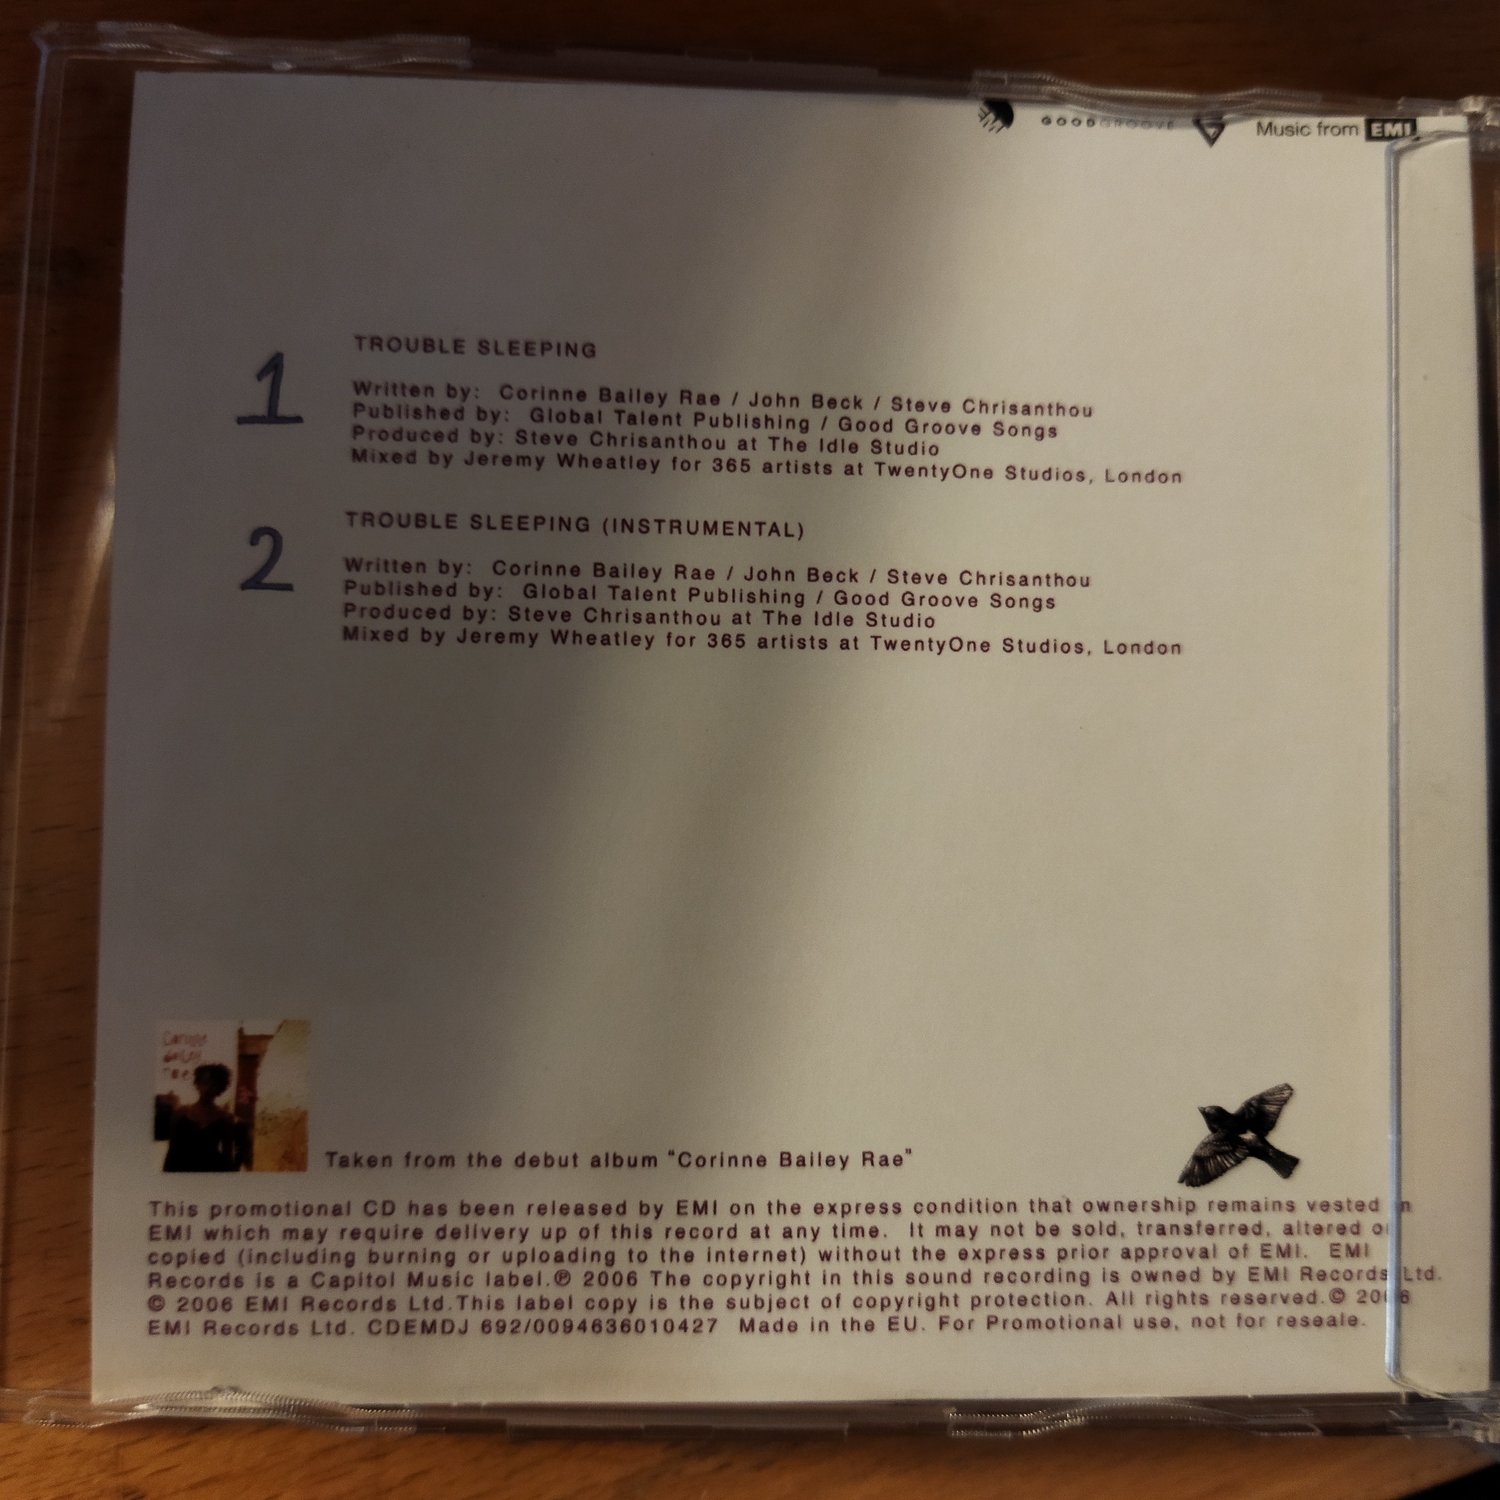 GOODGROOVE Music from EMI
1
TROUBLE SLEEPING
Written by: Corinne Bailey Rae / John Beck / Steve Chrisanthou
Published by: Global Talent Publishing / Good Groove Songs
Produced by: Steve Chrisanthou at The Idle Studio
Mixed by Jeremy Wheatley for 365 artists at TwentyOne Studios, London
2
TROUBLE SLEEPING (INSTRUMENTAL)
Written by: Corinne Bailey Rae / John Beck / Steve Chrisanthou
Published by: Global Talent Publishing / Good Groove Songs
Produced by: Steve Chrisanthou at The Idle Studio
Mixed by Jeremy Wheatley for 365 artists at TwentyOne Studios, London
Corinne
Bailey
Rae
Taken from the debut album "Corinne Bailey Rae"
This promotional CD has been released by EMI on the express condition that ownership remains vested in
EMI which may require delivery up of this record at any time. It may not be sold, transferred, altered or
copied (including burning or uploading to the internet) without the express prior approval of EMI. EMI
Records is a Capitol Music label.℗ 2006 The copyright in this sound recording is owned by EMI Records Ltd.
© 2006 EMI Records Ltd.This label copy is the subject of copyright protection. All rights reserved.© 2006
EMI Records Ltd. CDEMDJ 692/0094636010427 Made in the EU. For Promotional use, not for reseale.